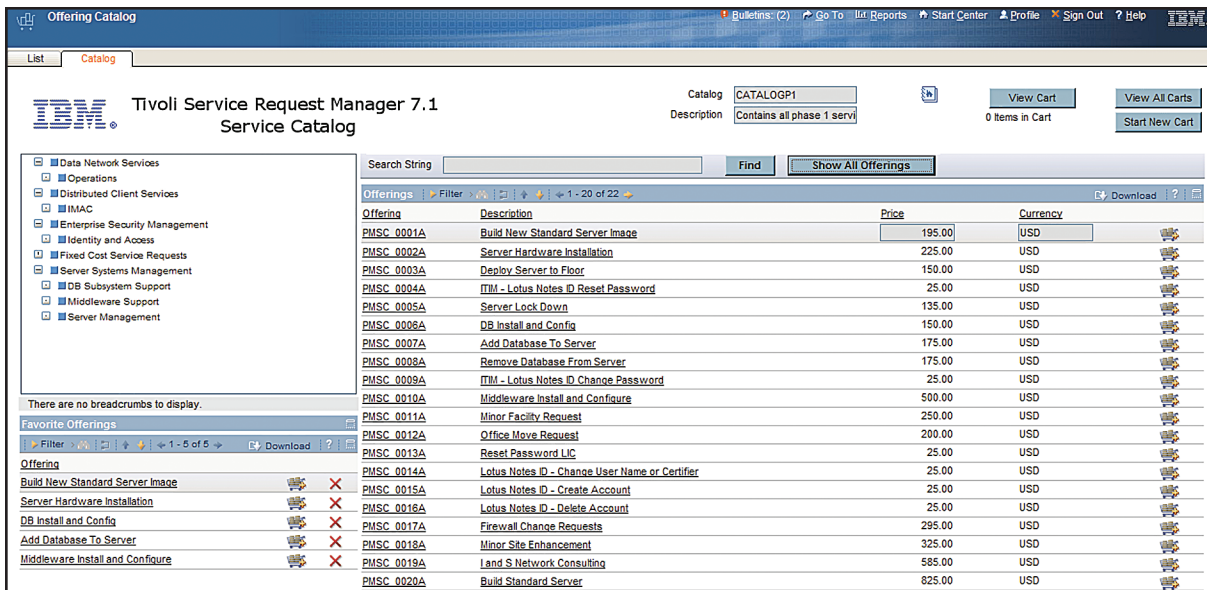 Offering Catalog
Bulletins: (2) Go To Reports Start Center Profile Sign Out ? Help IBM.
List Catalog
IBM® Tivoli Service Request Manager 7.1
Service Catalog
Catalog CATALOGP1
Description Contains all phase 1 servi
View Cart
0 Items in Cart
View All Carts
Start New Cart
Data Network Services
Operations
Distributed Client Services
IMAC
Enterprise Security Management
Identity and Access
Fixed Cost Service Requests
Server Systems Management
DB Subsystem Support
Middleware Support
Server Management
There are no breadcrumbs to display.
Favorite Offerings
Filter 1 - 5 of 5 Download ?
Offering
Build New Standard Server Image
Server Hardware Installation
DB Install and Config
Add Database To Server
Middleware Install and Configure
Search String Find Show All Offerings
Offerings Filter 1 - 20 of 22 Download ?
Offering Description Price Currency
PMSC_0001A Build New Standard Server Image 195.00 USD
PMSC_0002A Server Hardware Installation 225.00 USD
PMSC_0003A Deploy Server to Floor 150.00 USD
PMSC_0004A ITIM - Lotus Notes ID Reset Password 25.00 USD
PMSC_0005A Server Lock Down 135.00 USD
PMSC_0006A DB Install and Config 150.00 USD
PMSC_0007A Add Database To Server 175.00 USD
PMSC_0008A Remove Database From Server 175.00 USD
PMSC_0009A ITIM - Lotus Notes ID Change Password 25.00 USD
PMSC_0010A Middleware Install and Configure 500.00 USD
PMSC_0011A Minor Facility Request 250.00 USD
PMSC_0012A Office Move Request 200.00 USD
PMSC_0013A Reset Password LIC 25.00 USD
PMSC_0014A Lotus Notes ID - Change User Name or Certifier 25.00 USD
PMSC_0015A Lotus Notes ID - Create Account 25.00 USD
PMSC_0016A Lotus Notes ID - Delete Account 25.00 USD
PMSC_0017A Firewall Change Requests 295.00 USD
PMSC_0018A Minor Site Enhancement 325.00 USD
PMSC_0019A I and S Network Consulting 585.00 USD
PMSC_0020A Build Standard Server 825.00 USD